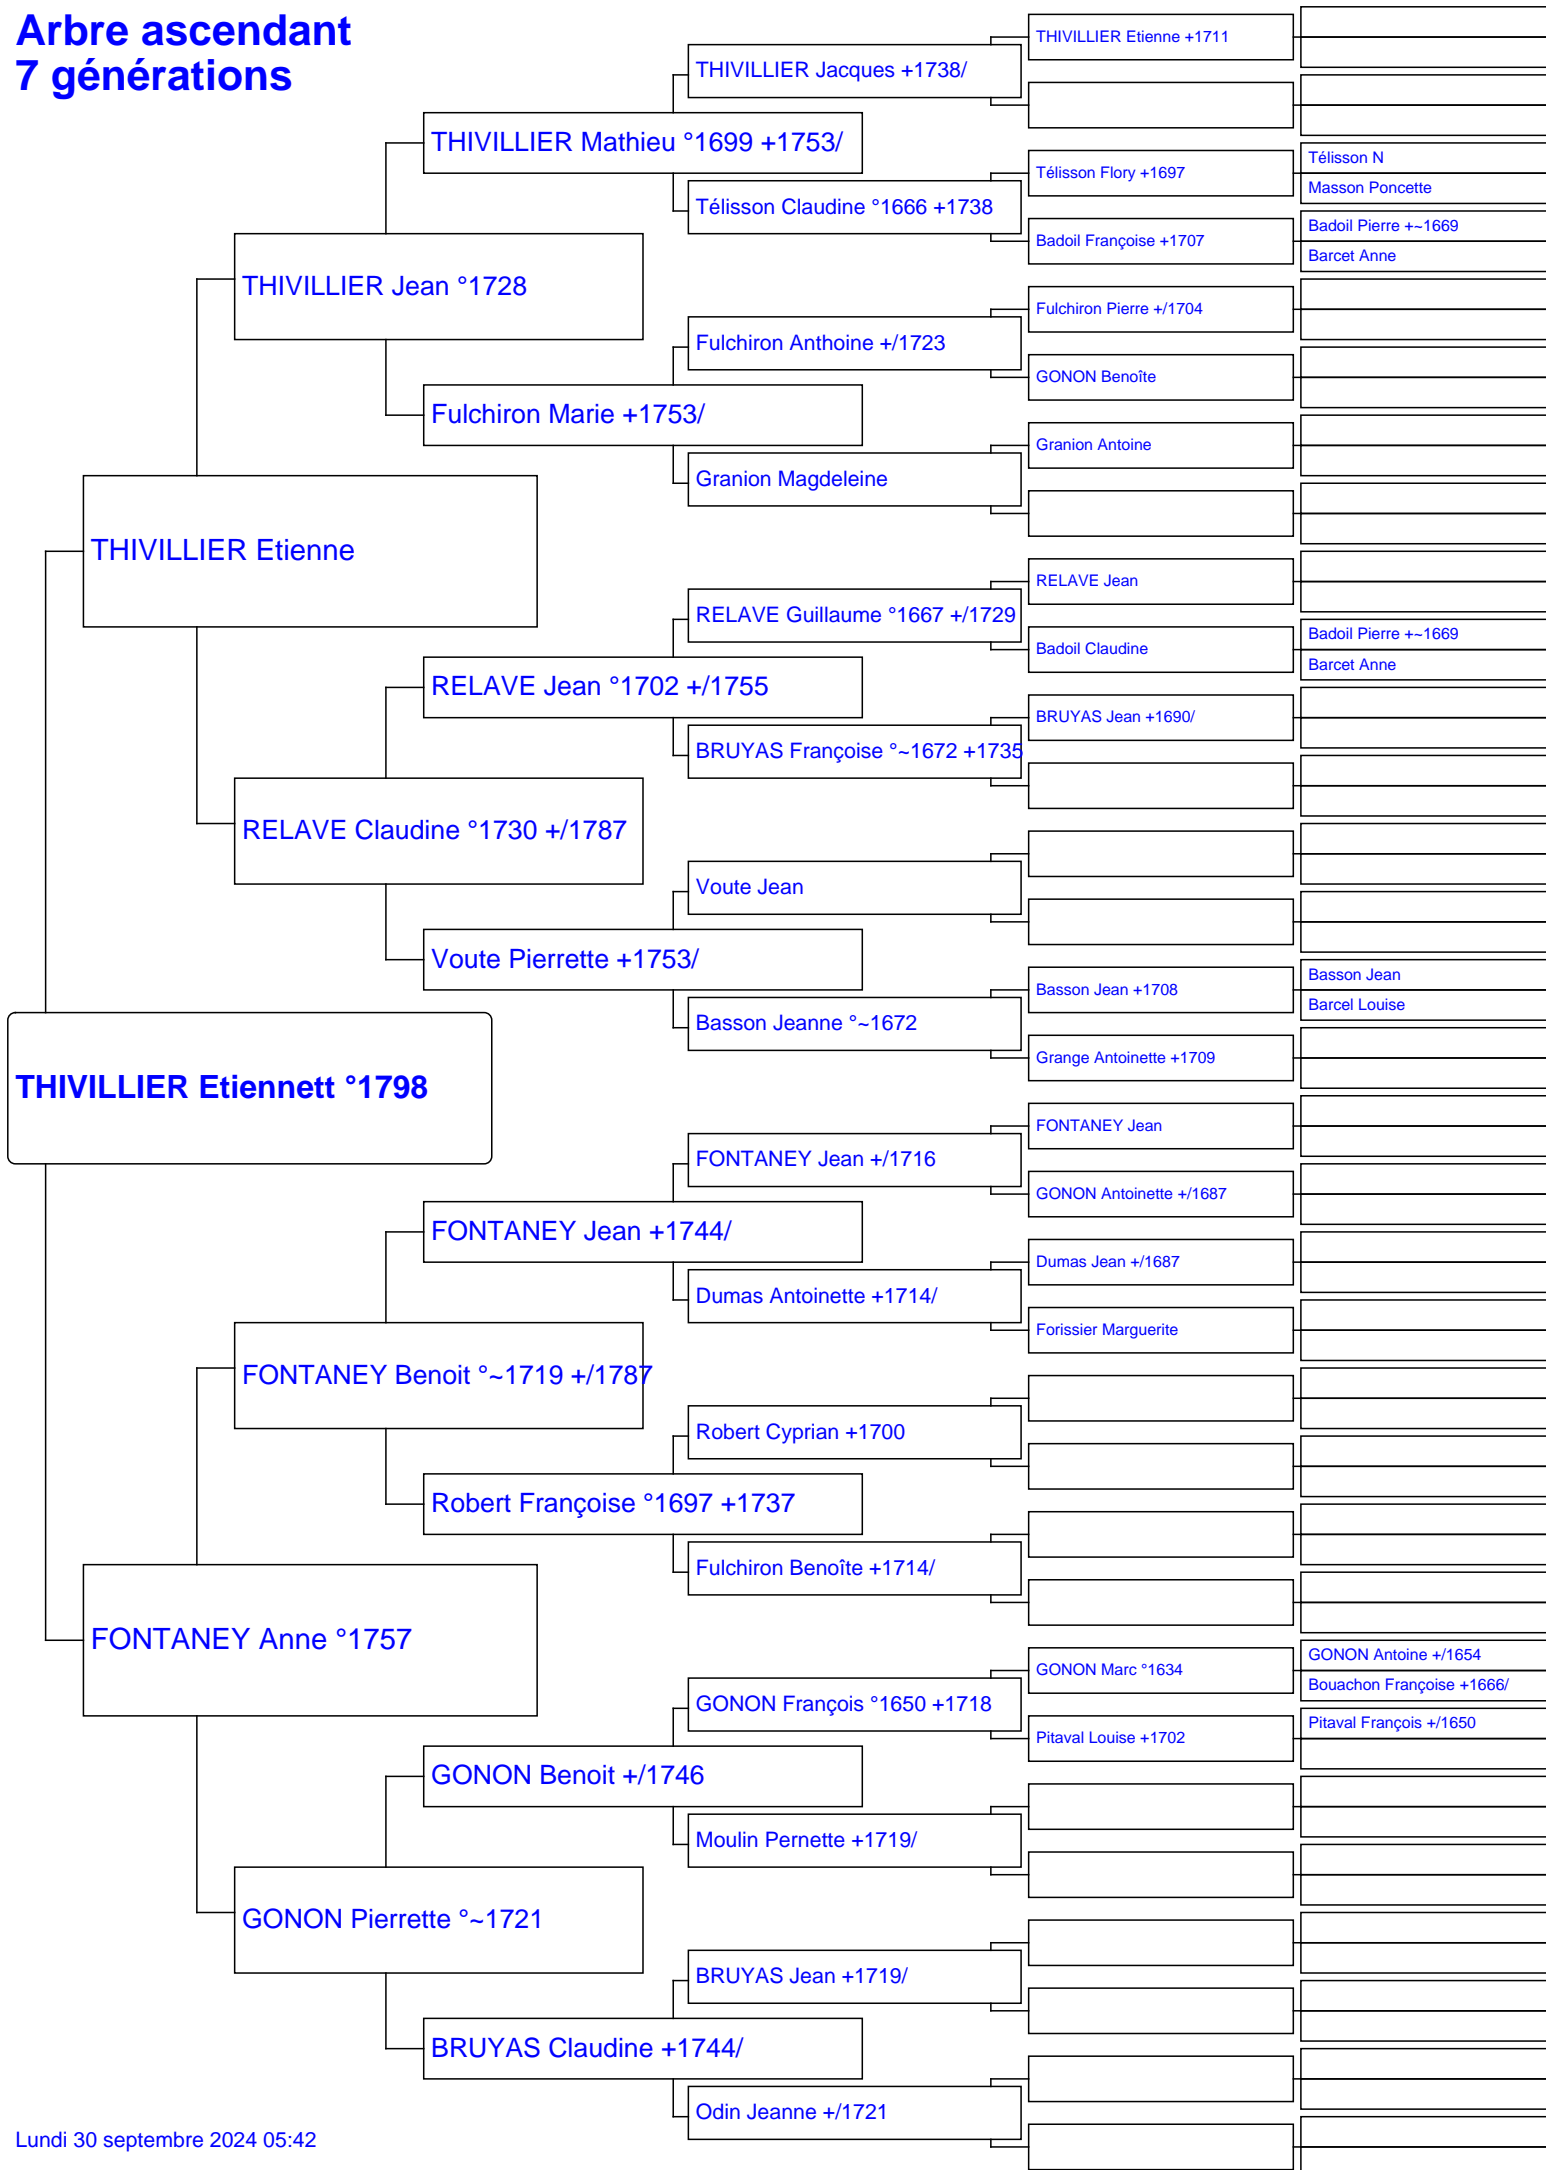 Arbre ascendant
7 générations
THIVILLIER Etienne +1711
THIVILLIER Jacques +1738/
THIVILLIER Mathieu °1699 +1753/
Télisson N
Télisson Flory +1697
Masson Poncette
Télisson Claudine °1666 +1738
Badoil Pierre +~1669
Badoil Françoise +1707
Barcet Anne
THIVILLIER Jean °1728
Fulchiron Pierre +/1704
Fulchiron Anthoine +/1723
GONON Benoîte
Fulchiron Marie +1753/
Granion Antoine
Granion Magdeleine
THIVILLIER Etienne
RELAVE Jean
RELAVE Guillaume °1667 +/1729
Badoil Pierre +~1669
Badoil Claudine
Barcet Anne
RELAVE Jean °1702 +/1755
BRUYAS Jean +1690/
BRUYAS Françoise °~1672 +1735
RELAVE Claudine °1730 +/1787
Voute Jean
Voute Pierrette +1753/
Basson Jean
Basson Jean +1708
Barcel Louise
Basson Jeanne °~1672
Grange Antoinette +1709
THIVILLIER Etiennett °1798
FONTANEY Jean
FONTANEY Jean +/1716
GONON Antoinette +/1687
FONTANEY Jean +1744/
Dumas Jean +/1687
Dumas Antoinette +1714/
Forissier Marguerite
FONTANEY Benoit °~1719 +/1787
Robert Cyprian +1700
Robert Françoise °1697 +1737
Fulchiron Benoîte +1714/
FONTANEY Anne °1757
GONON Antoine +/1654
GONON Marc °1634
Bouachon Françoise +1666/
GONON François °1650 +1718
Pitaval François +/1650
Pitaval Louise +1702
GONON Benoit +/1746
Moulin Pernette +1719/
GONON Pierrette °~1721
BRUYAS Jean +1719/
BRUYAS Claudine +1744/
Odin Jeanne +/1721
Lundi 30 septembre 2024 05:42